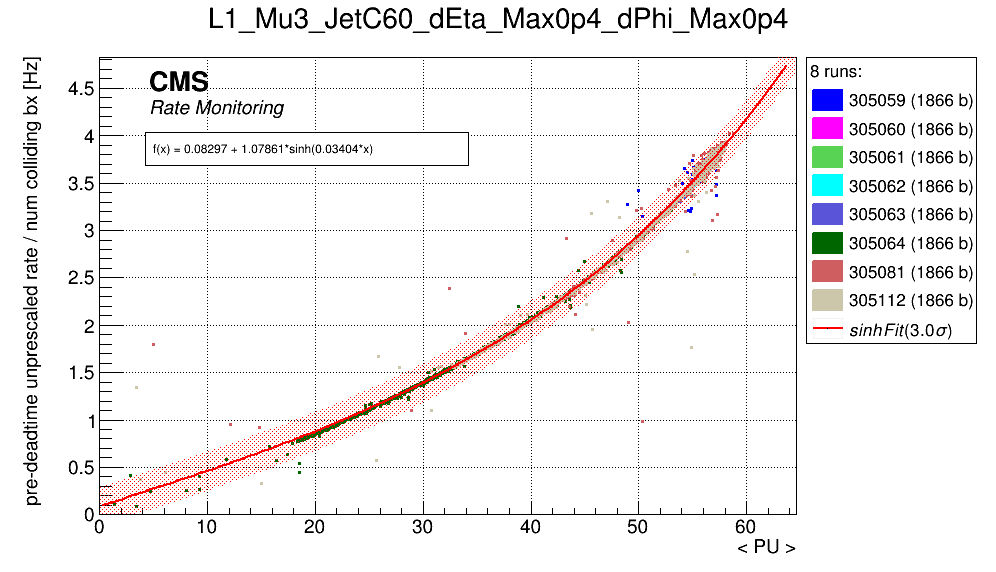 L1_Mu3_JetC60_dEta_Max0p4_dPhi_Max0p4
pre-deadtime unprescaled rate / num colliding bx [Hz]
CMS
Rate Monitoring
f(x) = 0.08297 + 1.07861*sinh(0.03404*x)
4.5
4
3.5
3
2.5
2
1.5
1
0.5
0
0 10 20 30 40 50 60
< PU >
8 runs:
305059 (1866 b)
305060 (1866 b)
305061 (1866 b)
305062 (1866 b)
305063 (1866 b)
305064 (1866 b)
305081 (1866 b)
305112 (1866 b)
sinhFit(3.0σ)